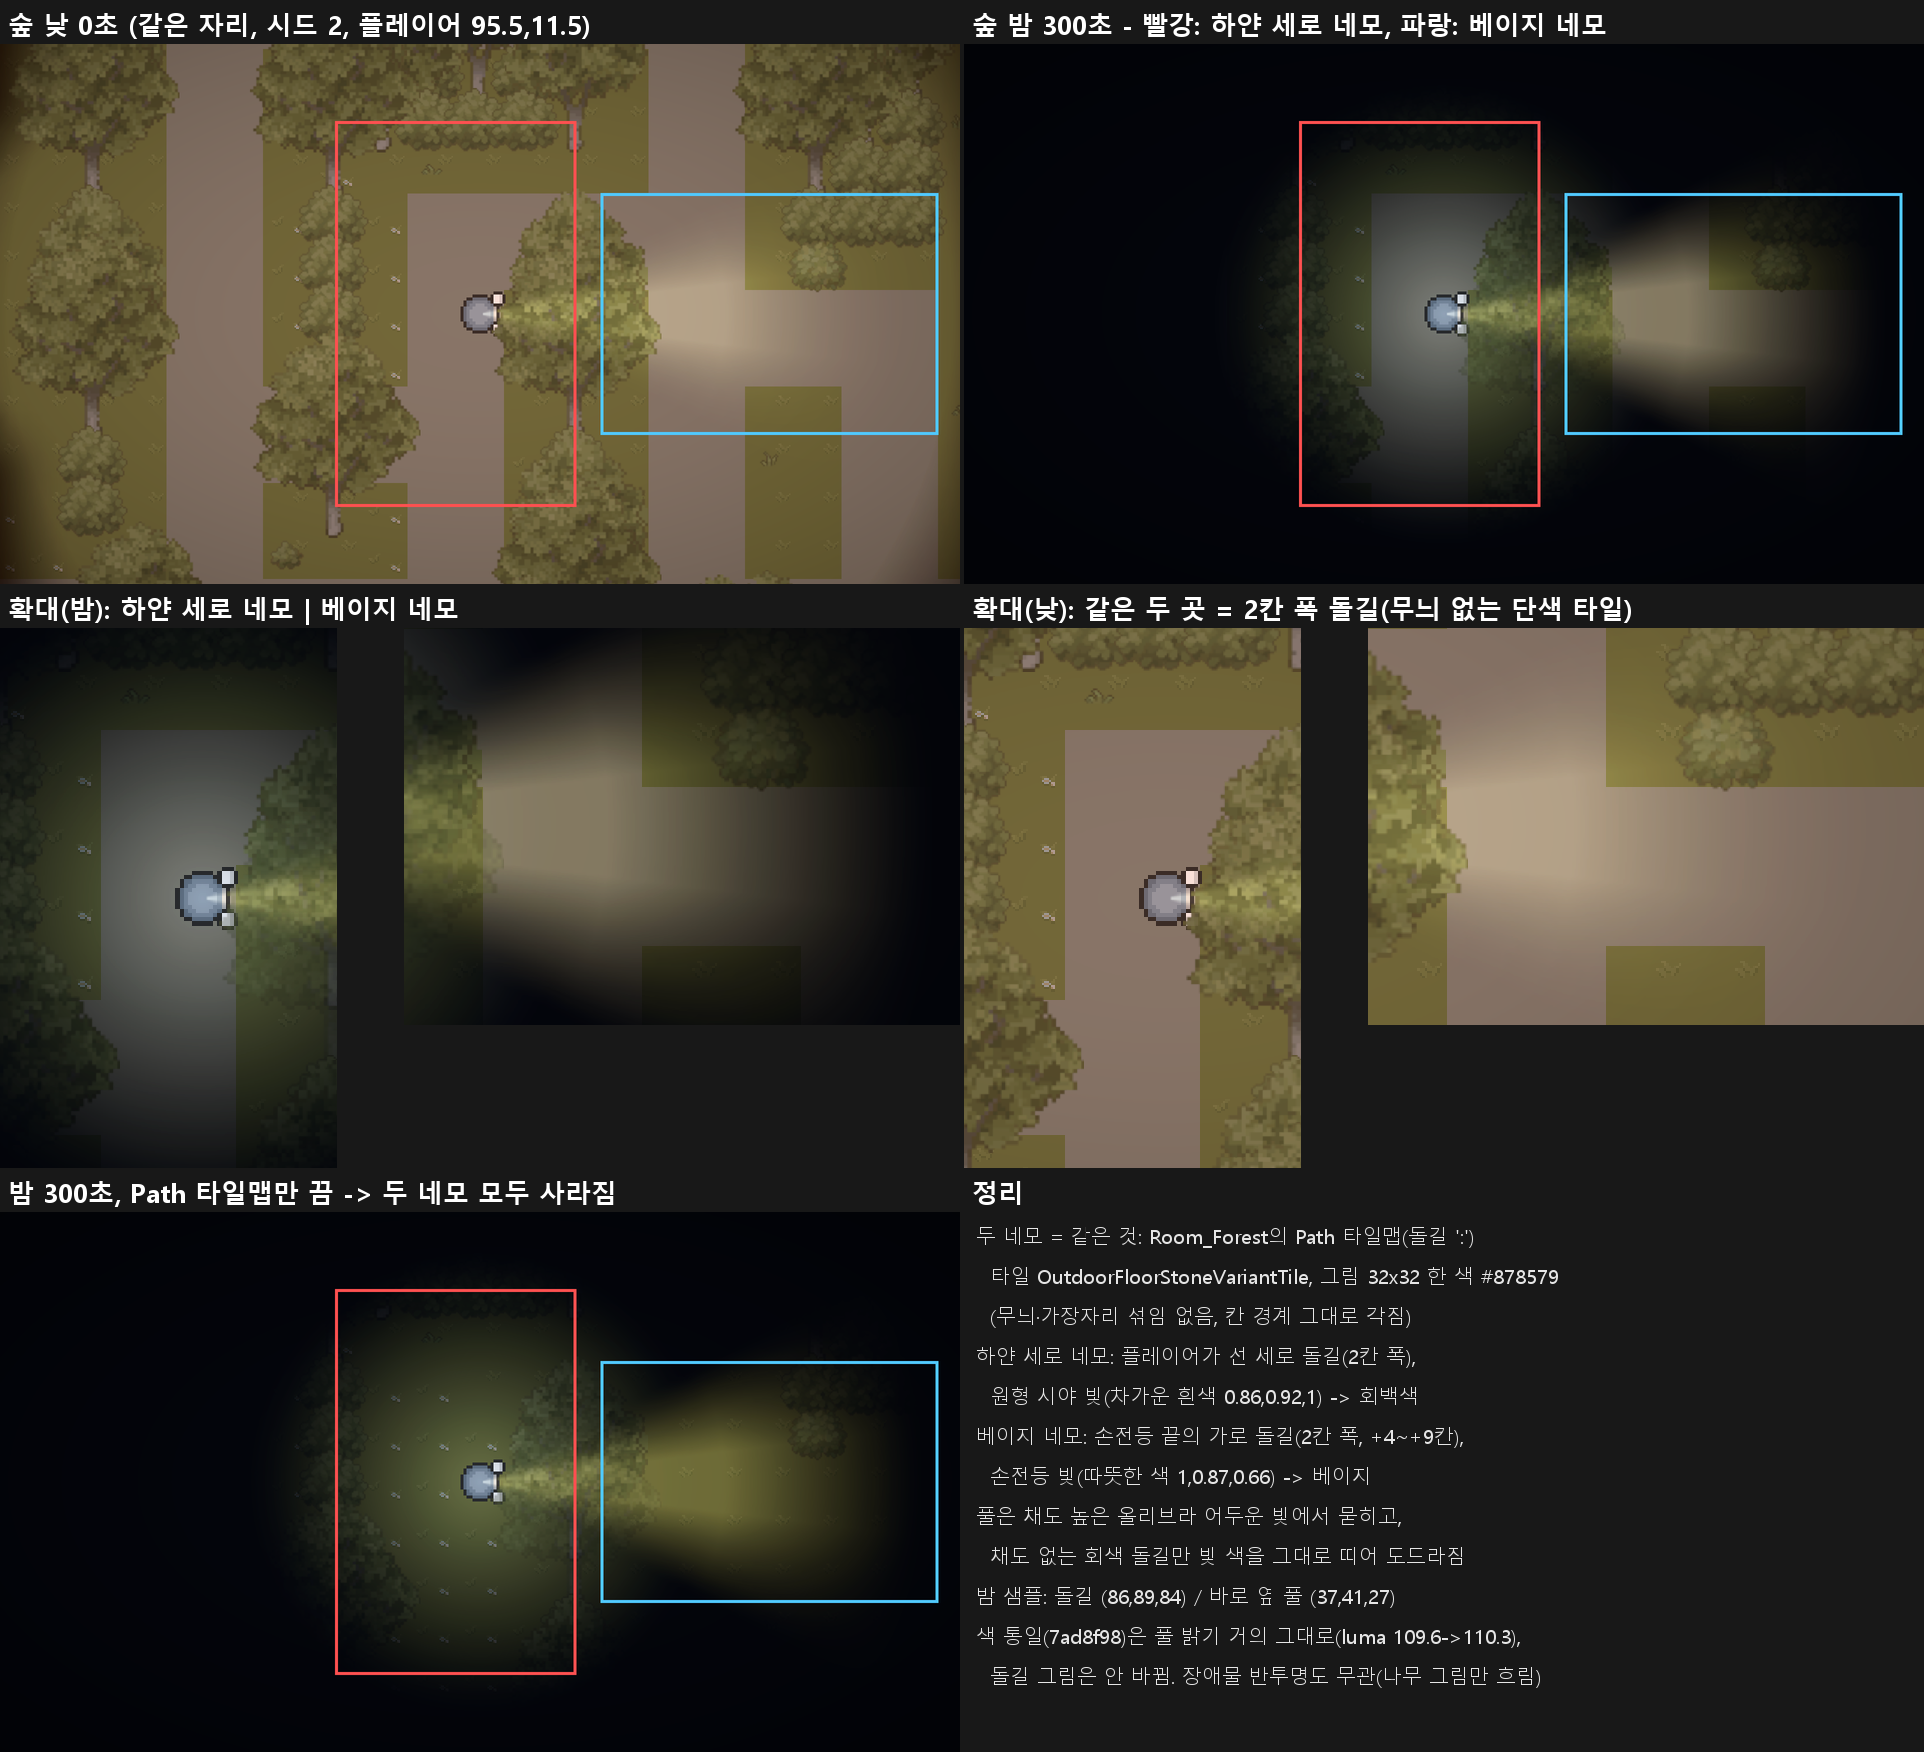 숲 낮 0초 (같은 자리, 시드 2, 플레이어 95.5,11.5)
숲 밤 300초 - 빨강: 하얀 세로 네모, 파랑: 베이지 네모
확대(밤): 하얀 세로 네모 | 베이지 네모
확대(낮): 같은 두 곳 = 2칸 폭 돌길(무늬 없는 단색 타일)
밤 300초, Path 타일맵만 끔 -> 두 네모 모두 사라짐
정리
두 네모 = 같은 것: Room_Forest의 Path 타일맵(돌길 ':')
타일 OutdoorFloorStoneVariantTile, 그림 32x32 한 색 #878579
(무늬·가장자리 섞임 없음, 칸 경계 그대로 각짐)
하얀 세로 네모: 플레이어가 선 세로 돌길(2칸 폭),
원형 시야 빛(차가운 흰색 0.86,0.92,1) -> 회백색
베이지 네모: 손전등 끝의 가로 돌길(2칸 폭, +4~+9칸),
손전등 빛(따뜻한 색 1,0.87,0.66) -> 베이지
풀은 채도 높은 올리브라 어두운 빛에서 묻히고,
채도 없는 회색 돌길만 빛 색을 그대로 띠어 도드라짐
밤 샘플: 돌길 (86,89,84) / 바로 옆 풀 (37,41,27)
색 통일(7ad8f98)은 풀 밝기 거의 그대로(luma 109.6->110.3),
돌길 그림은 안 바뀜. 장애물 반투명도 무관(나무 그림만 흐림)